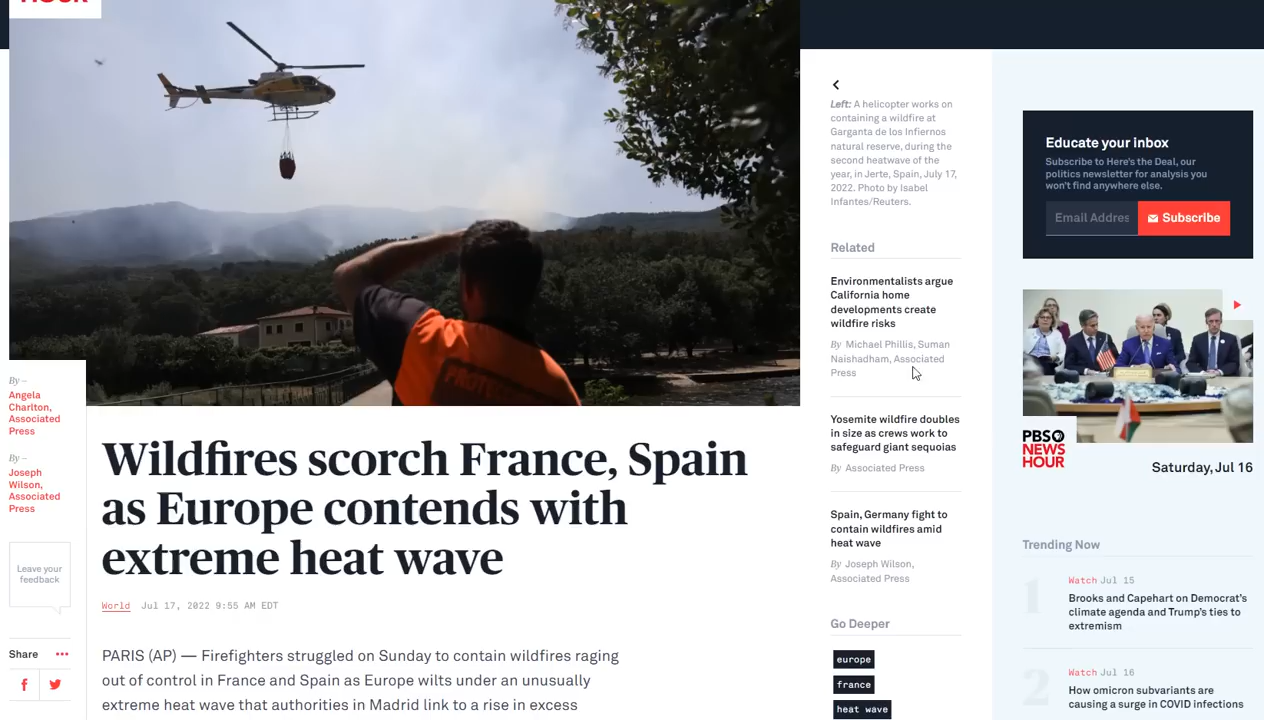 HOUR
By –
Angela
Charlton,
Associated
Press
By –
Joseph
Wilson,
Associated
Press
Leave your
feedback
Share
Wildfires scorch France, Spain
as Europe contends with
extreme heat wave
World Jul 17, 2022 9:55 AM EDT
PARIS (AP) — Firefighters struggled on Sunday to contain wildfires raging
out of control in France and Spain as Europe wilts under an unusually
extreme heat wave that authorities in Madrid link to a rise in excess
Left: A helicopter works on
containing a wildfire at
Garganta de los Infiernos
natural reserve, during the
second heatwave of the
year, in Jerte, Spain, July 17,
2022. Photo by Isabel
Infantes/Reuters.
Related
Environmentalists argue
California home
developments create
wildfire risks
By Michael Phillis, Suman
Naishadham, Associated
Press
Yosemite wildfire doubles
in size as crews work to
safeguard giant sequoias
By Associated Press
Spain, Germany fight to
contain wildfires amid
heat wave
By Joseph Wilson,
Associated Press
Go Deeper
europe
france
heat wave
Educate your inbox
Subscribe to Here's the Deal, our
politics newsletter for analysis you
won't find anywhere else.
Email Addres
Subscribe
PBS
NEWS
HOUR
Saturday, Jul 16
Trending Now
1
Watch Jul 15
Brooks and Capehart on Democrat's
climate agenda and Trump's ties to
extremism
2
Watch Jul 16
How omicron subvariants are
causing a surge in COVID infections